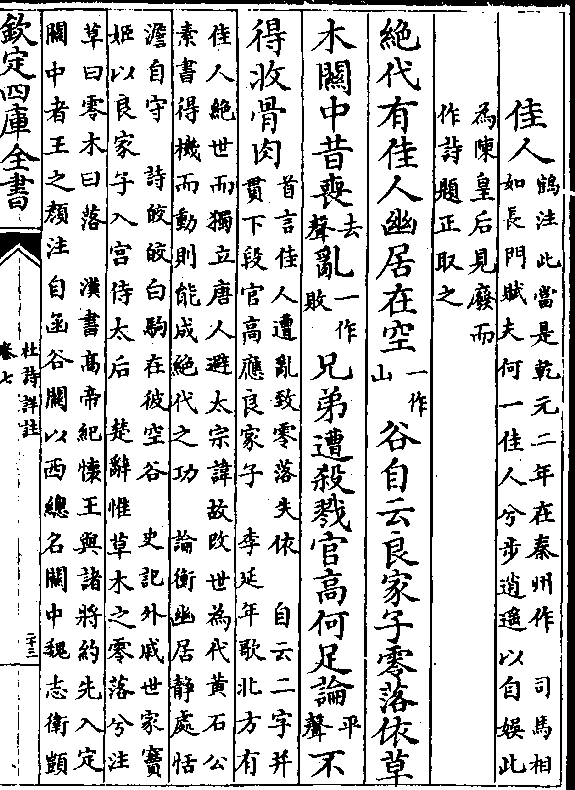 佳人鶴注此當是乾元二年在秦州作 司馬相
如長門賦夫何一佳人兮步逍遥以自娛此
為陳皇后見廢而
作詩題正取之
絶代有佳人幽居在空一作山谷自云良家子零落依草
木關中昔喪去聲亂一作敗兄弟遭殺戮官高何足論平聲不
得收骨肉首言佳人遭亂致零落失依 自云二字并
貫下段官高應良家子 李延年歌北方有
佳人絶世而獨立唐人避太宗諱故改世為代黄石公
素書得機而動則能成絶代之功 論衡幽居静處恬
澹自守 詩皎皎白駒在彼空谷 史記外戚世家竇
姬以良家子入宫侍太后 楚辭惟草木之零落兮注
草曰零木曰落 漢書高帝紀懷王與諸將約先入定
關中者王之顔注自函谷關以西總名關中魏志衛顗
欽定四庫全書
杜詩詳註
卷七
二十三